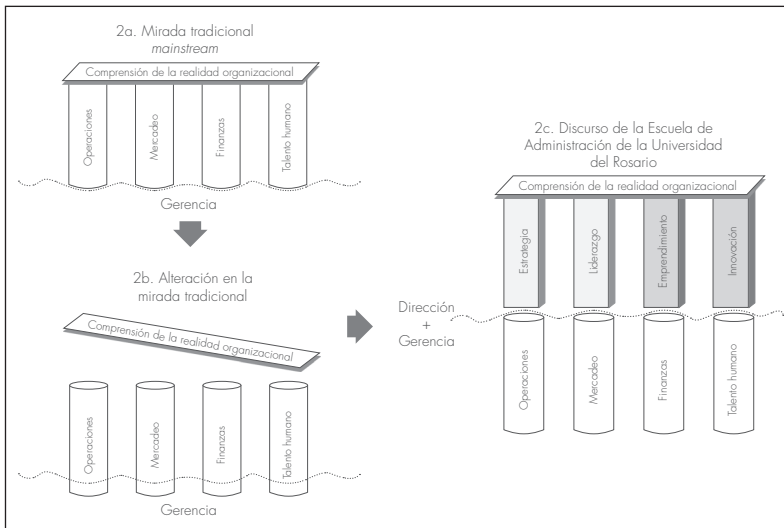 2a. Mirada tradicional
mainstream
Comprensión de la realidad organizacional
Operaciones
Mercadeo
Finanzas
Talento humano
Gerencia
2b. Alteración en la
mirada tradicional
Comprensión de la realidad organizacional
Operaciones
Mercadeo
Finanzas
Talento humano
Gerencia
2c. Discurso de la Escuela de
Administración de la Universidad
del Rosario
Comprensión de la realidad organizacional
Estrategia
Liderazgo
Emprendimiento
Innovación
Dirección
+
Gerencia
Operaciones
Mercadeo
Finanzas
Talento humano